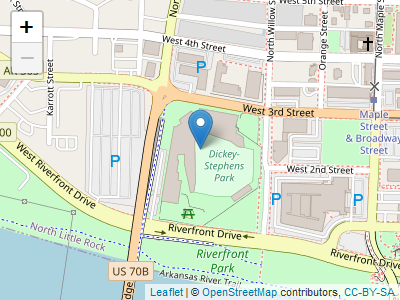 +
−
West 5th Street
West 4th Street
North Willow S
Orange Street
North Maple S
Karrott Street
P
West 3rd Street
Maple
Street
& Broadway
Street
00
P
Dickey-
Stephens
Park
West 2nd Street
P
P
West Riverfront Drive
North Little Rock
Riverfront Drive
Riverfront
Park
US 70B
Arkansas River Trail
Leaflet | © OpenStreetMap contributors, CC-BY-SA